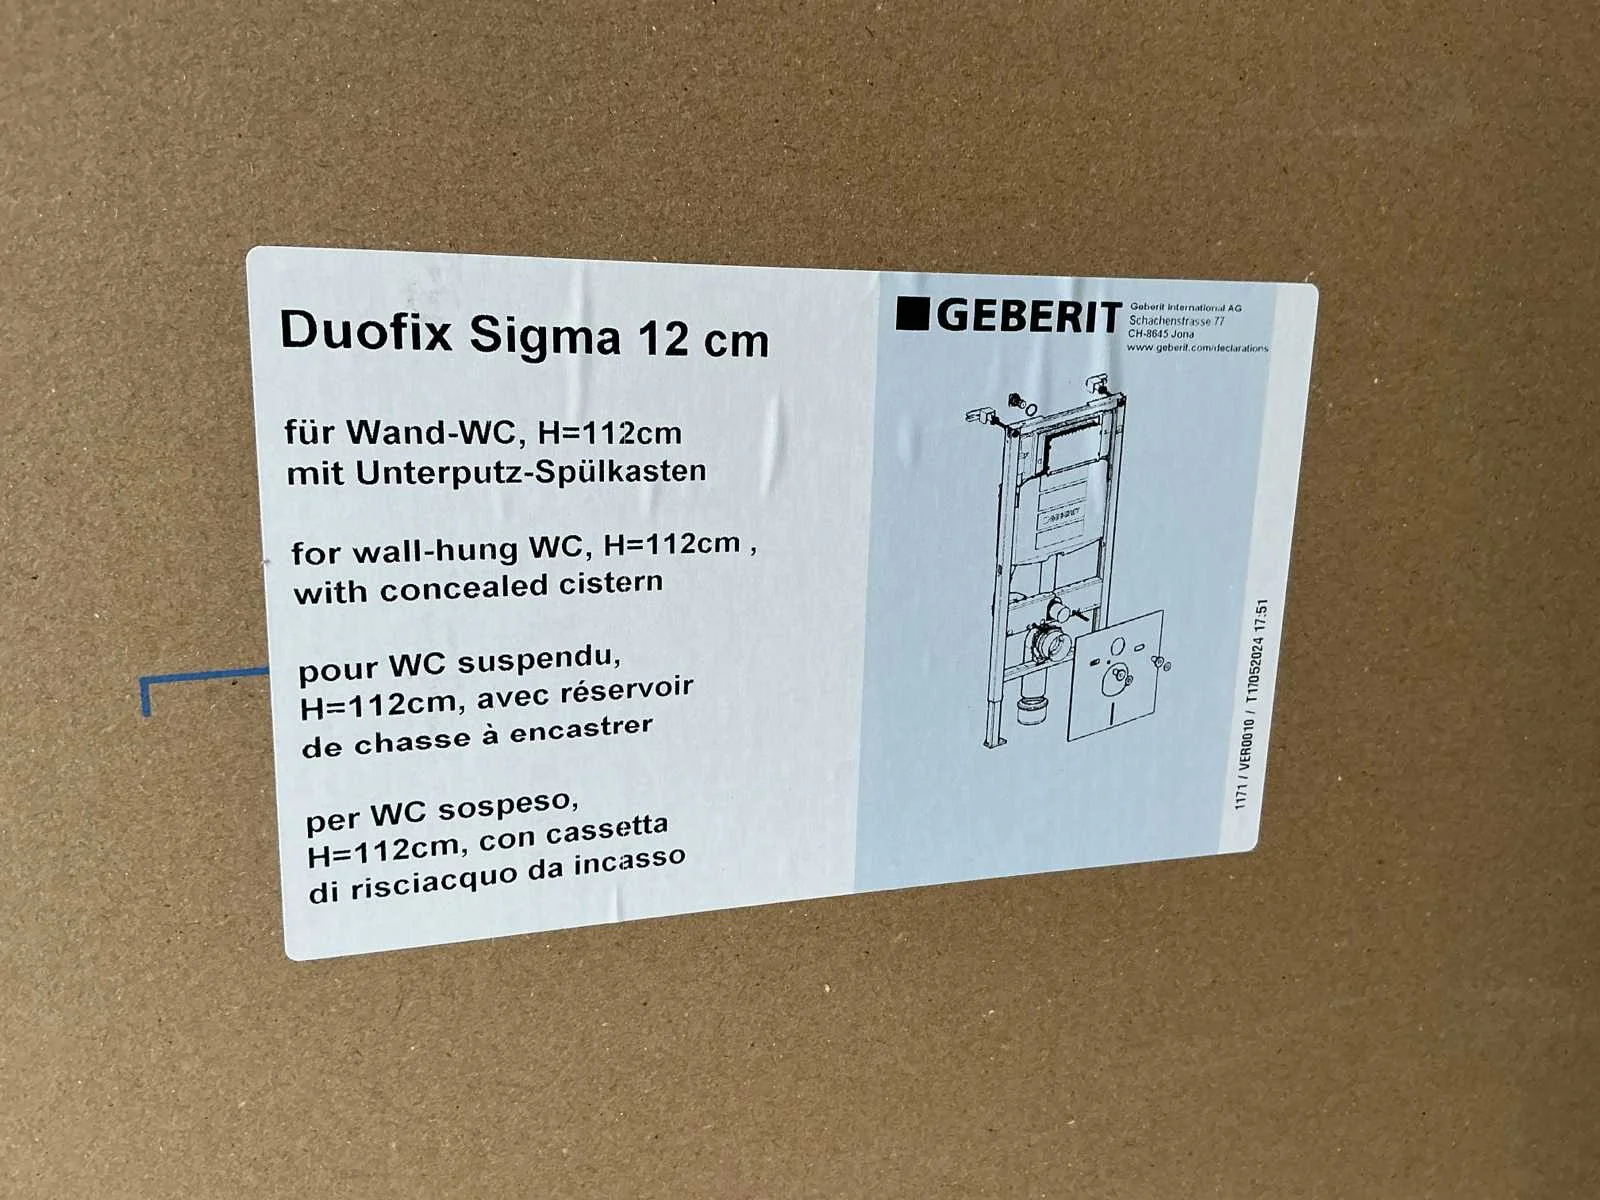 Duofix Sigma 12 cm
für Wand-WC, H=112cm
mit Unterputz-Spülkasten
for wall-hung WC, H=112cm ,
with concealed cistern
pour WC suspendu,
H=112cm, avec réservoir
de chasse à encastrer
per WC sospeso,
H=112cm, con cassetta
di risciacquo da incasso
GEBERIT
Geberit International AG
Schachenstrasse 77
CH-8645 Jona
www.geberit.com/declarations
GEBERIT
1171 / VER0010 / T17052024 17:51